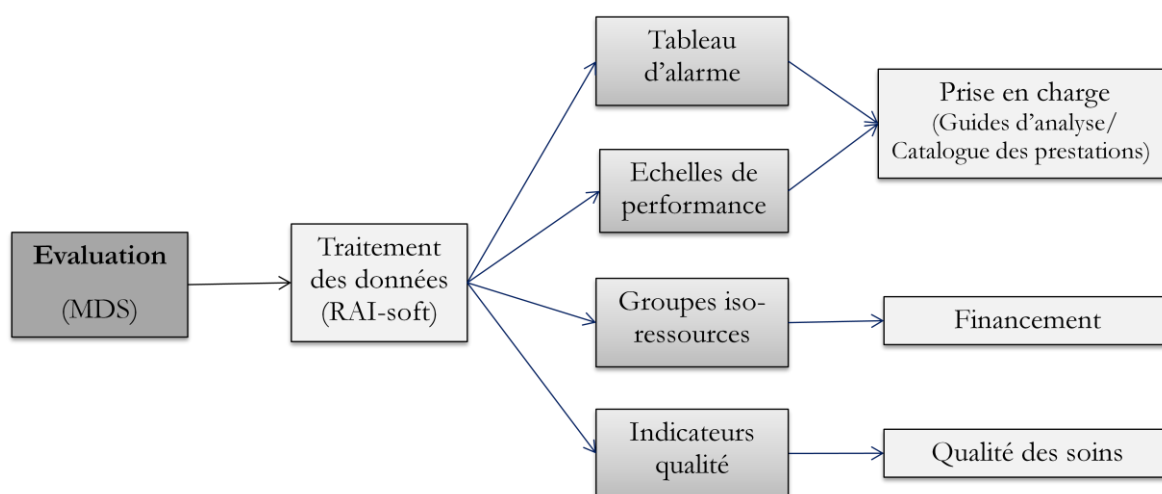 Evaluation
(MDS)
Traitement
des données
(RAI-soft)
Tableau
d'alarme
Echelles de
performance
Groupes iso-
ressources
Indicateurs
qualité
Prise en charge
(Guides d'analyse/
Catalogue des prestations)
Financement
Qualité des soins